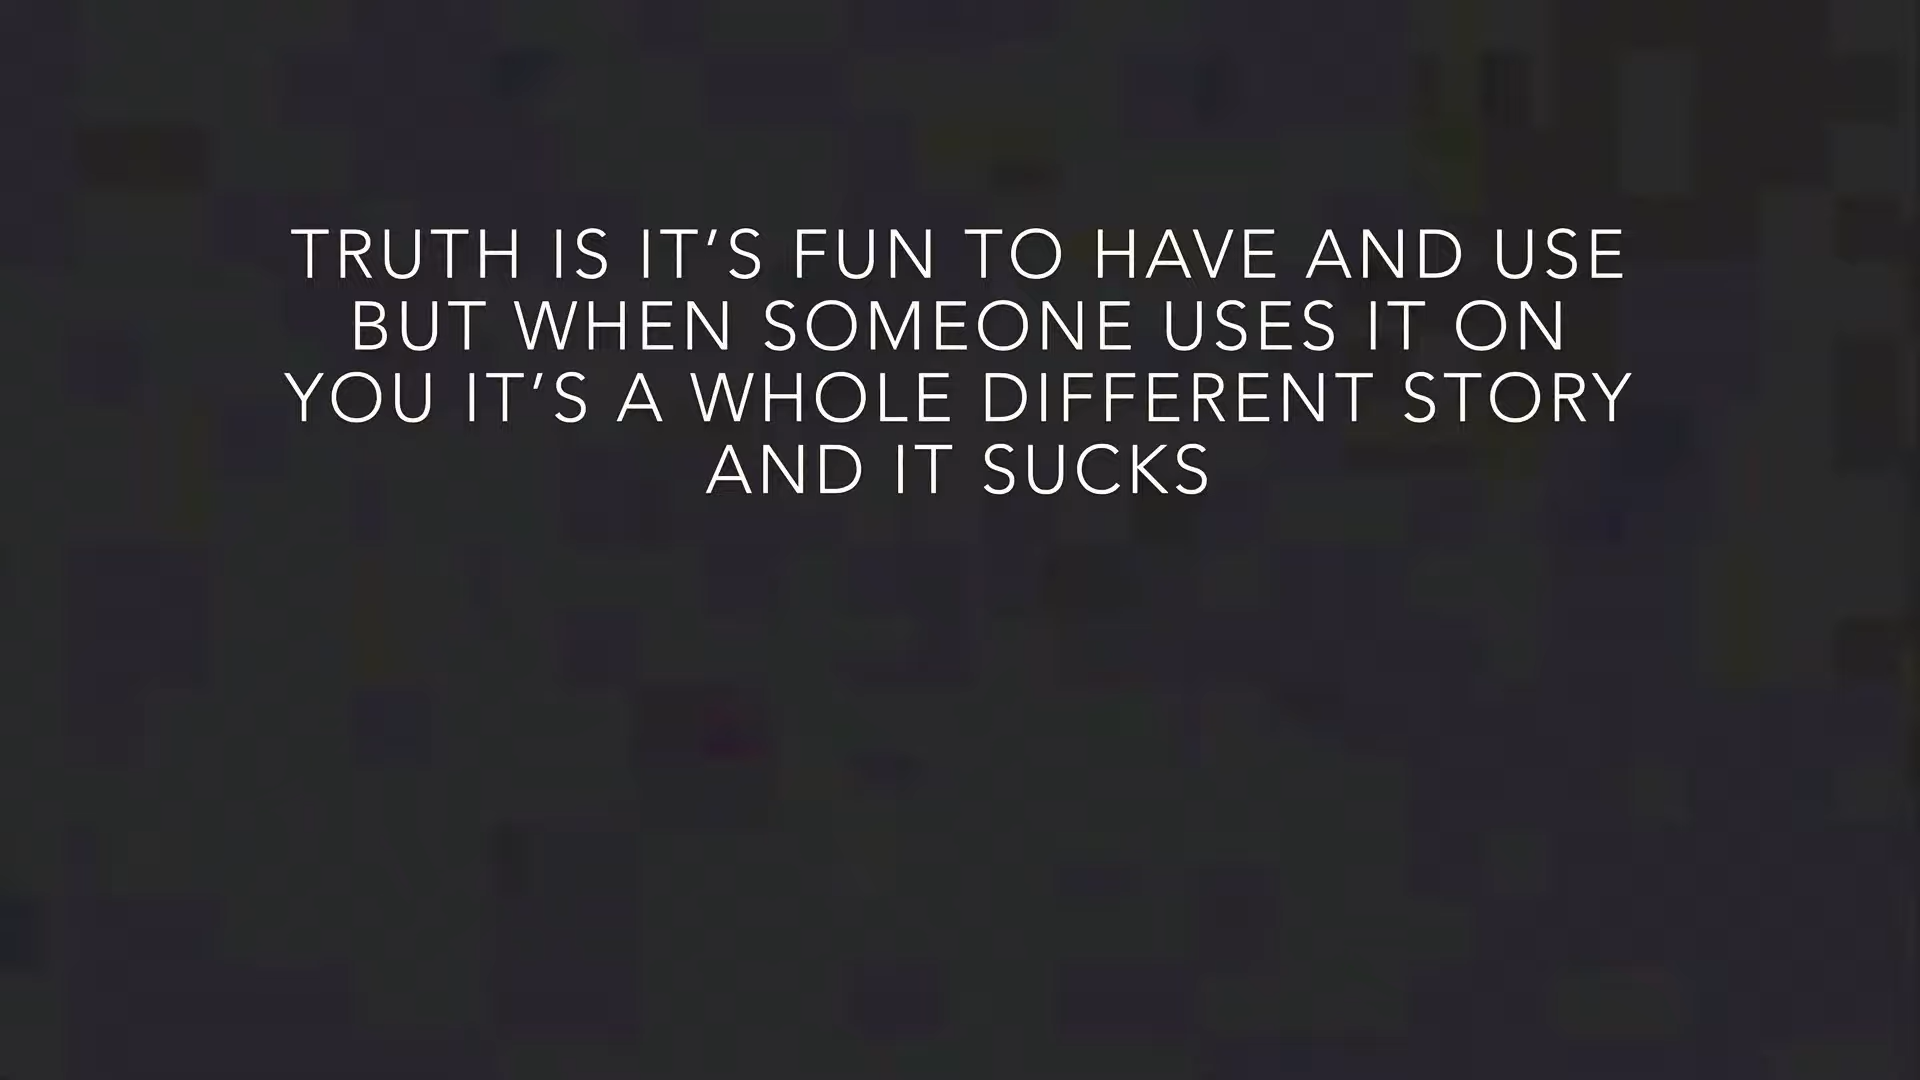 TRUTH IS IT’S FUN TO HAVE AND USE
BUT WHEN SOMEONE USES IT ON
YOU IT’S A WHOLE DIFFERENT STORY
AND IT SUCKS